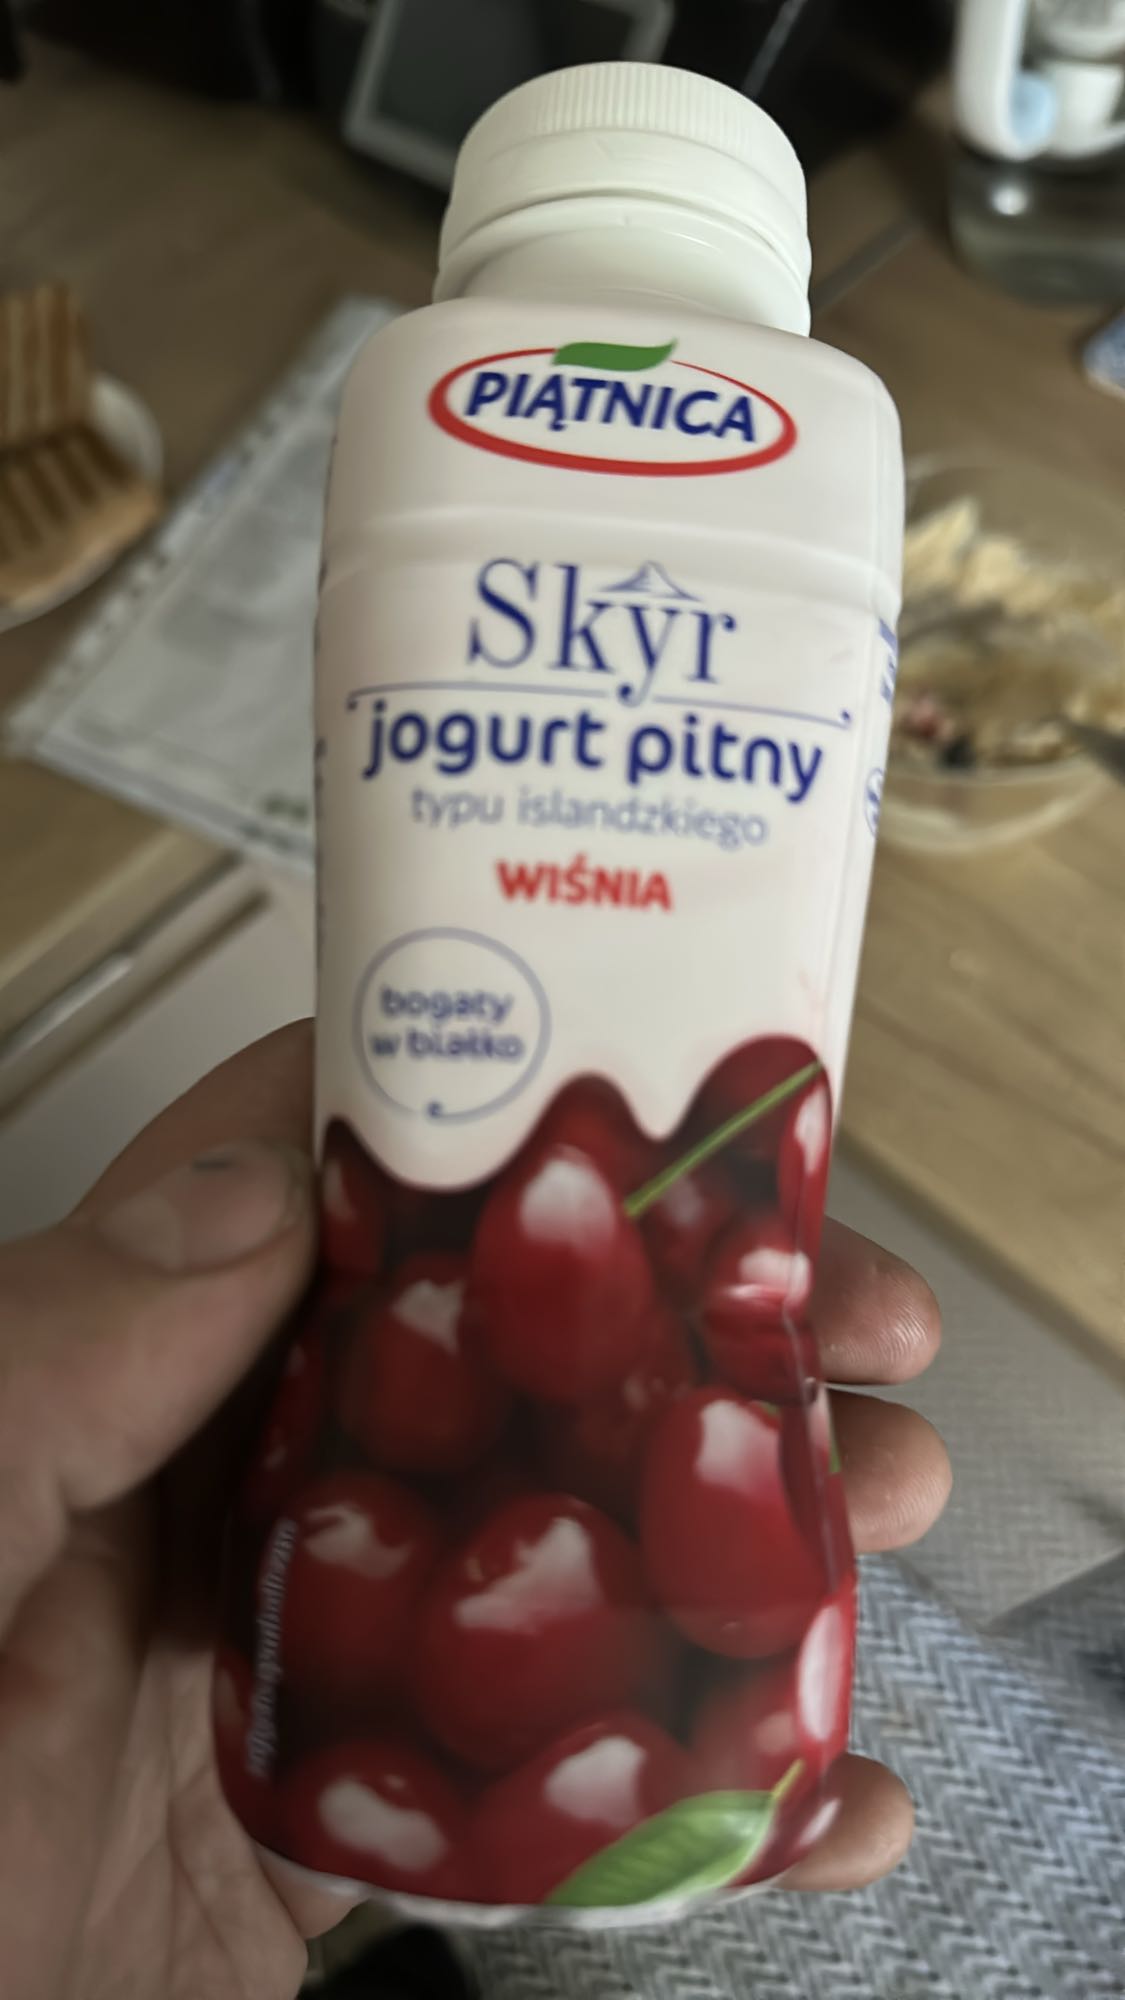 PIĄTNICA
Skyr
jogurt pitny
typu islandzkiego
WIŚNIA
bogaty
w białko